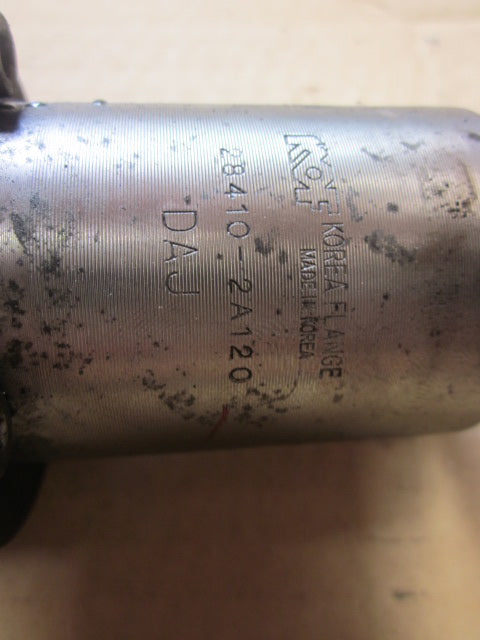 KOREA FLANGE
MADE IN KOREA
28410-2A120
DAJ